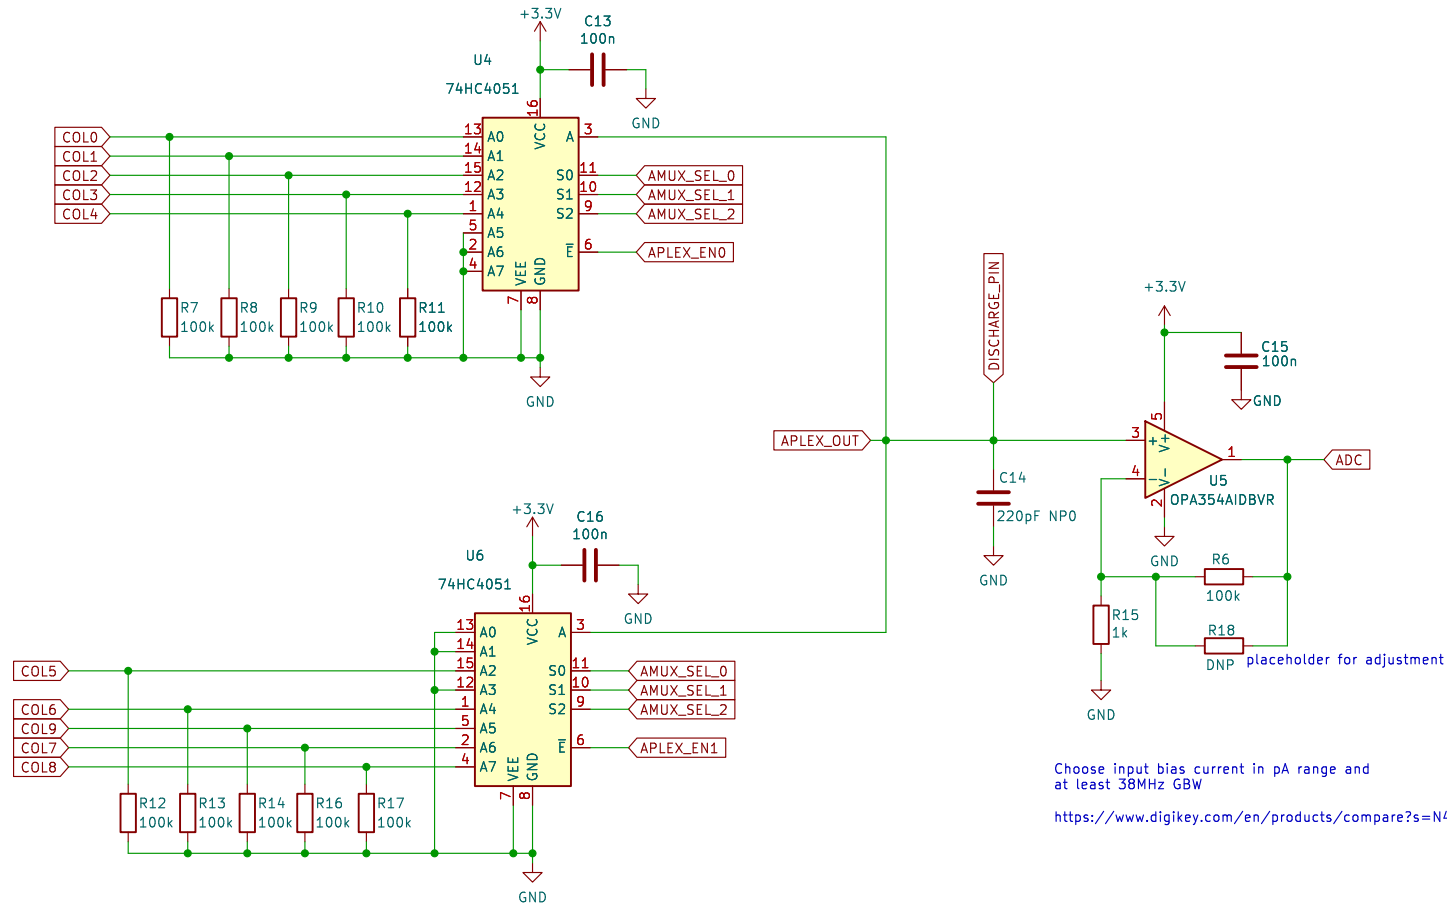 +3.3V
C13
100n
GND
U4
74HC4051
16
VCC
COL0
COL1
COL2
COL3
COL4
13 A0
14 A1
15 A2
12 A3
1 A4
5 A5
2 A6
4 A7
A 3
S0 11
S1 10
S2 9
E 6
VEE
GND
7
8
AMUX_SEL_0
AMUX_SEL_1
AMUX_SEL_2
APLEX_EN0
R7
100k
R8
100k
R9
100k
R10
100k
R11
100k
GND
DISCHARGE_PIN
APLEX_OUT
C14
220pF NP0
GND
+3.3V
C15
100n
GND
5
V+
3 +
4 -
V-
2
1
U5
OPA354AIDBVR
ADC
GND
R6
100k
R15
1k
R18
DNP
placeholder for adjustment
GND
+3.3V
C16
100n
GND
U6
74HC4051
16
VCC
COL5
COL6
COL9
COL7
COL8
13 A0
14 A1
15 A2
12 A3
1 A4
5 A5
2 A6
4 A7
A 3
S0 11
S1 10
S2 9
E 6
VEE
GND
7
8
AMUX_SEL_0
AMUX_SEL_1
AMUX_SEL_2
APLEX_EN1
R12
100k
R13
100k
R14
100k
R16
100k
R17
100k
GND
Choose input bias current in pA range and
at least 38MHz GBW
https://www.digikey.com/en/products/compare?s=N4